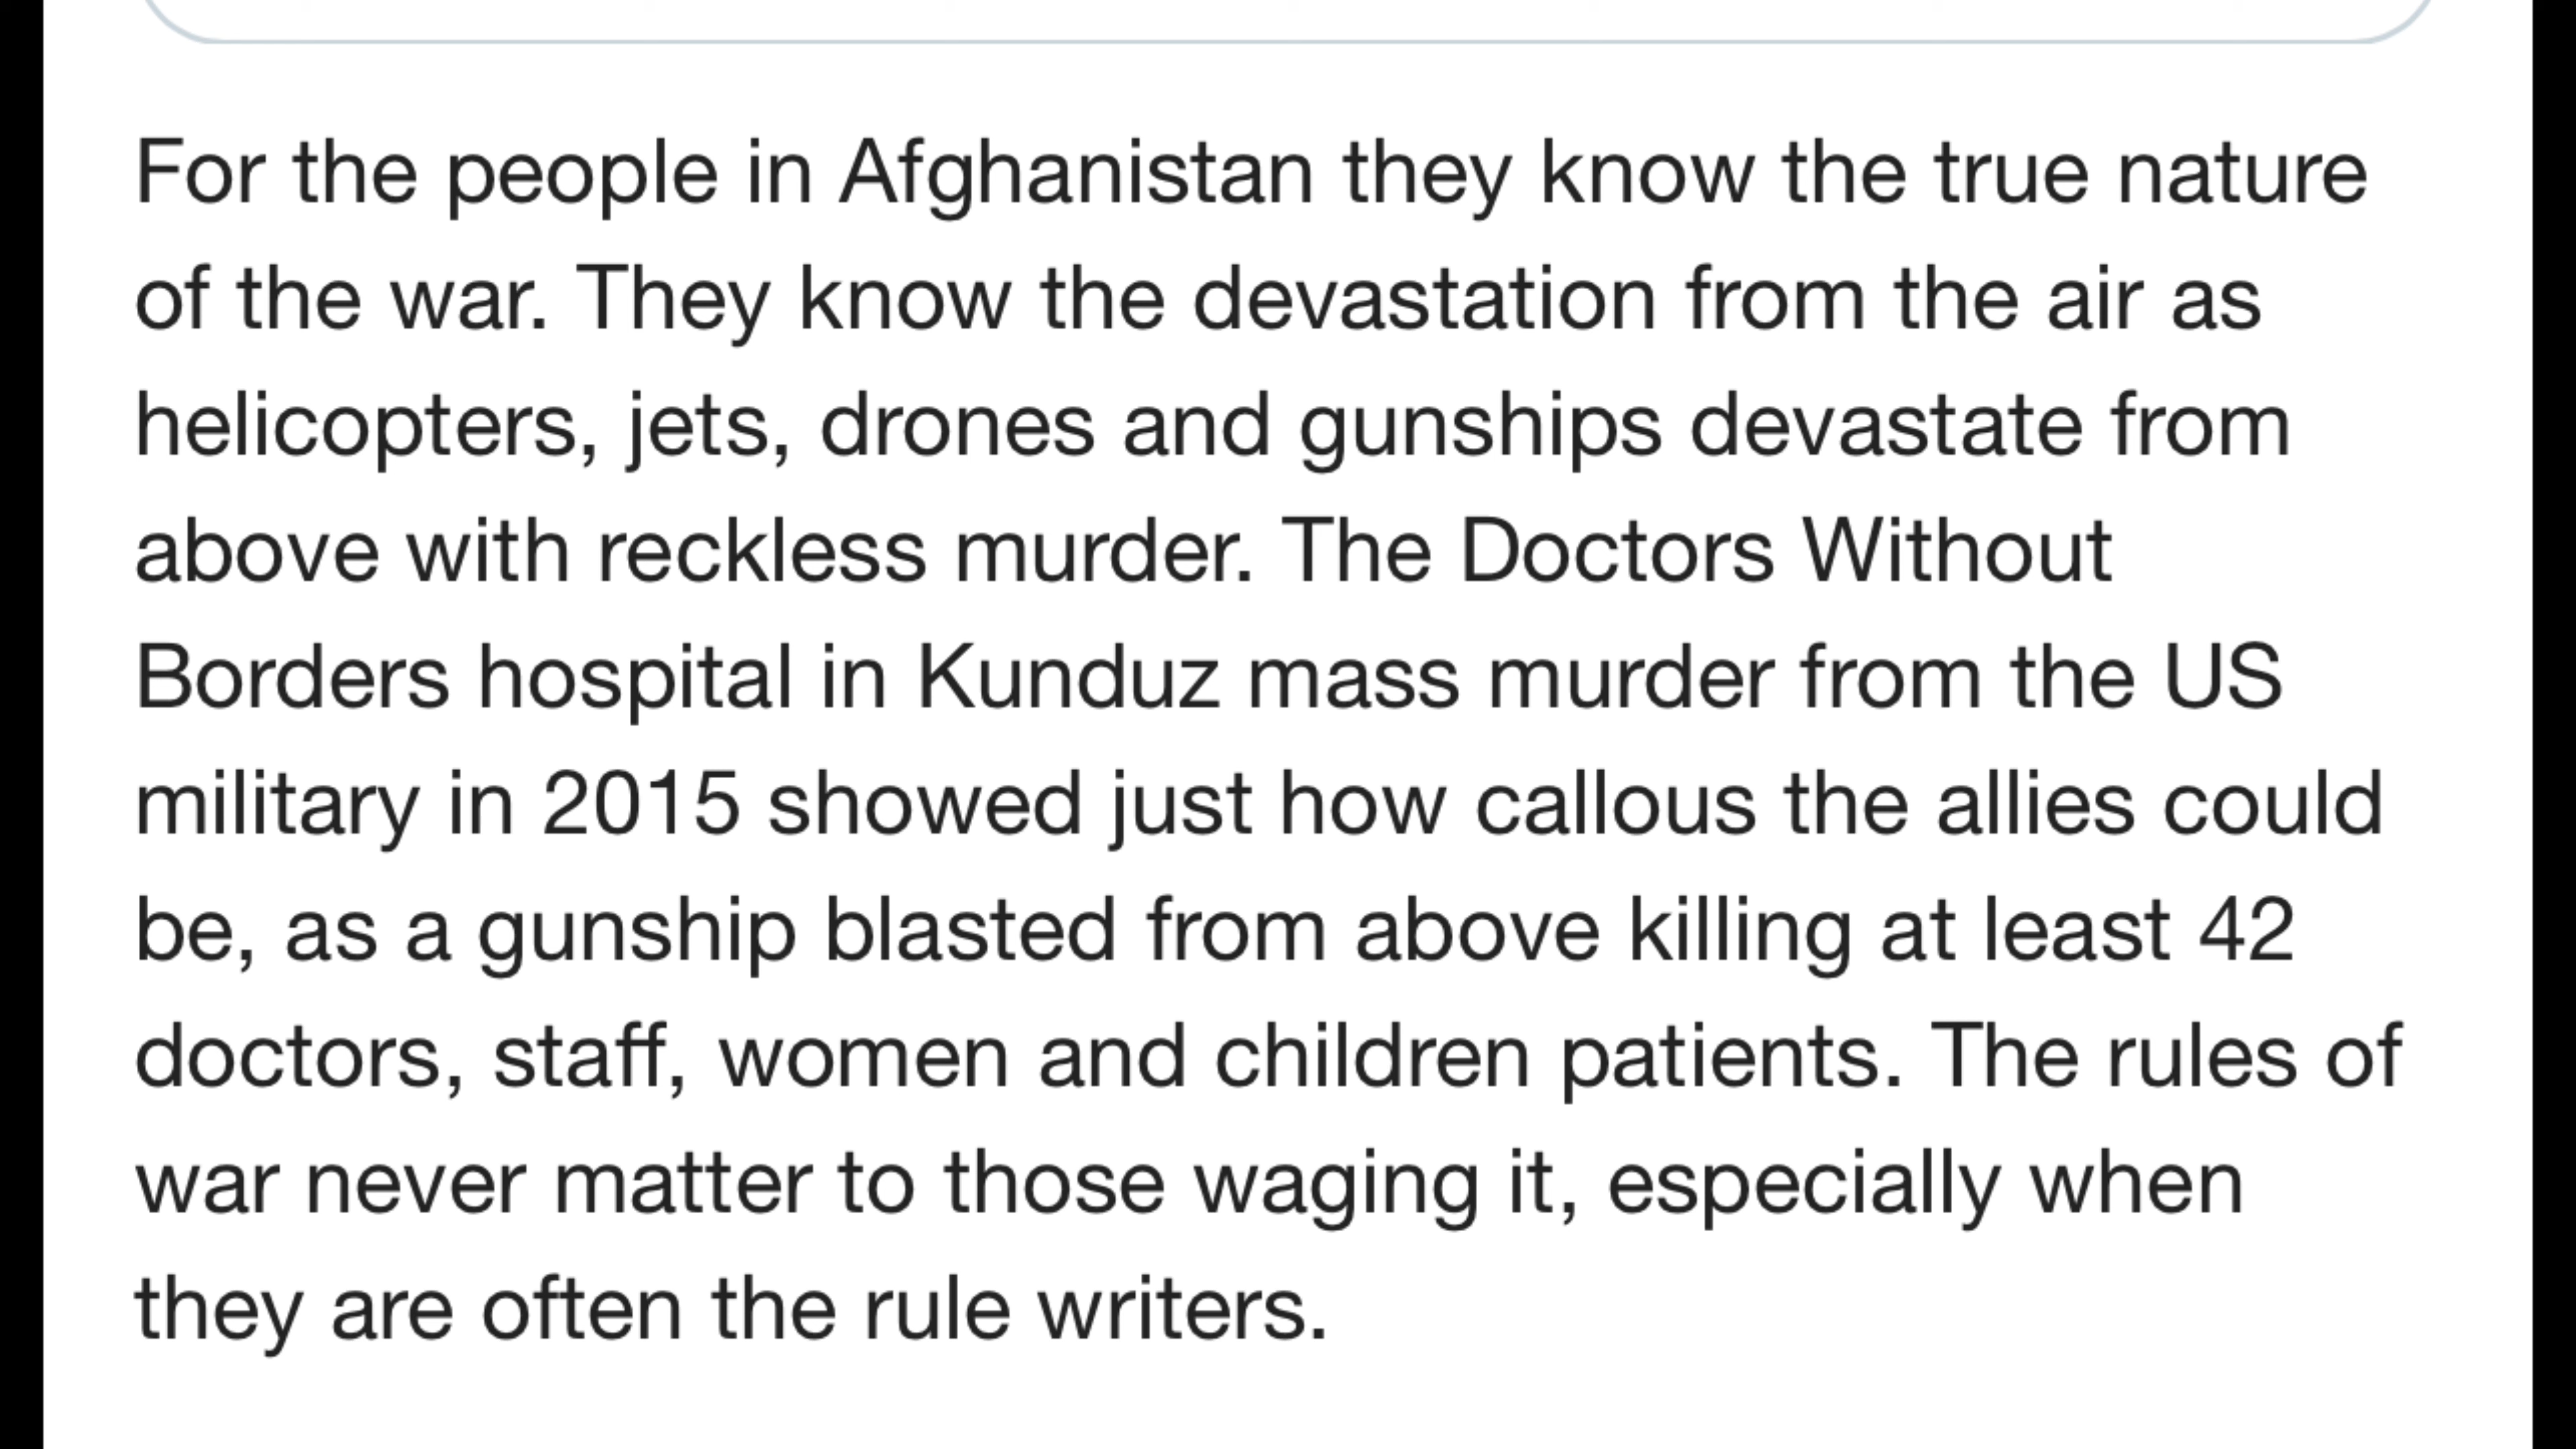 For the people in Afghanistan they know the true nature
of the war. They know the devastation from the air as
helicopters, jets, drones and gunships devastate from
above with reckless murder. The Doctors Without
Borders hospital in Kunduz mass murder from the US
military in 2015 showed just how callous the allies could
be, as a gunship blasted from above killing at least 42
doctors, staff, women and children patients. The rules of
war never matter to those waging it, especially when
they are often the rule writers.